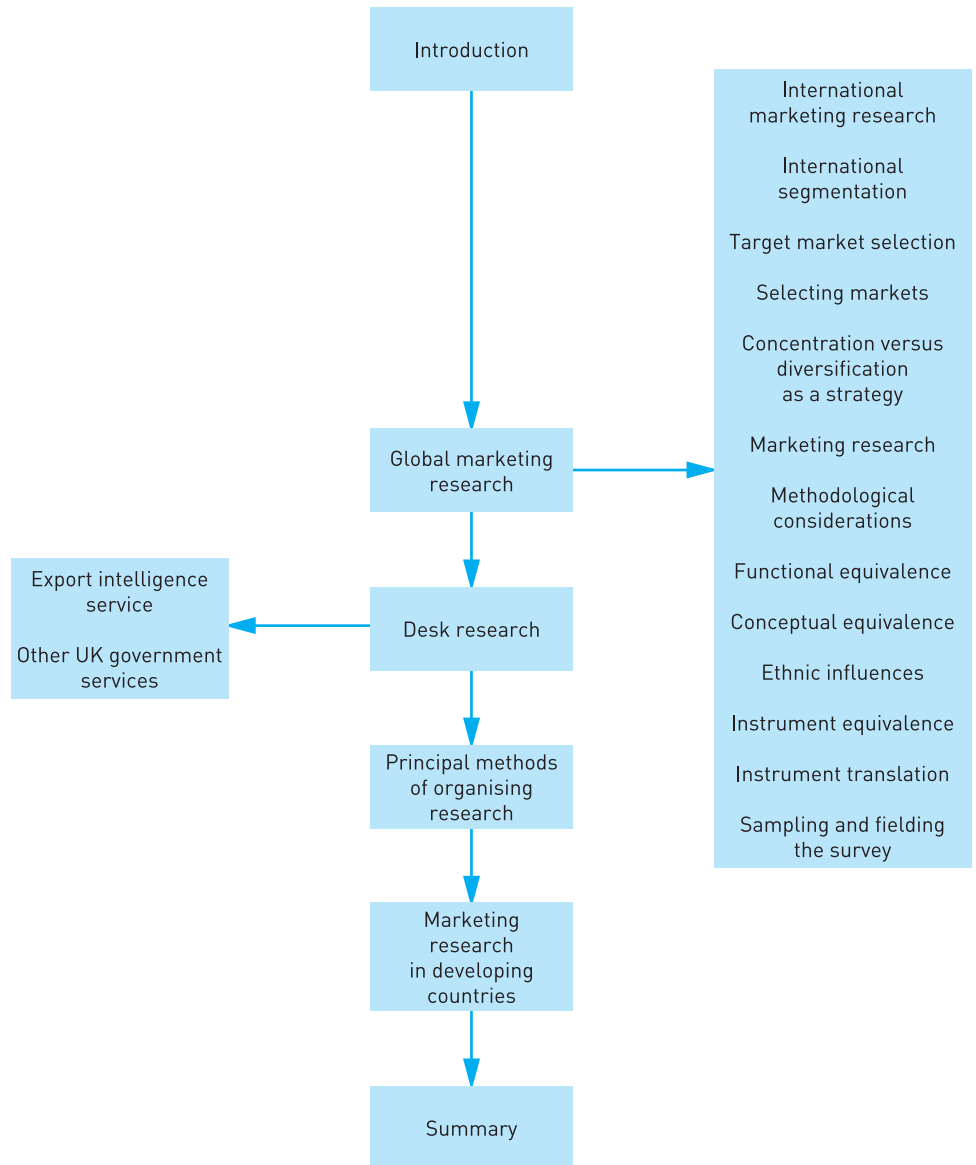 Introduction
International
marketing research
International
segmentation
Target market selection
Selecting markets
Concentration versus
diversification
as a strategy
Marketing research
Methodological
considerations
Functional equivalence
Conceptual equivalence
Ethnic influences
Instrument equivalence
Instrument translation
Sampling and fielding
the survey
Global marketing
research
Export intelligence
service
Other UK government
services
Desk research
Principal methods
of organising
research
Marketing
research
in developing
countries
Summary